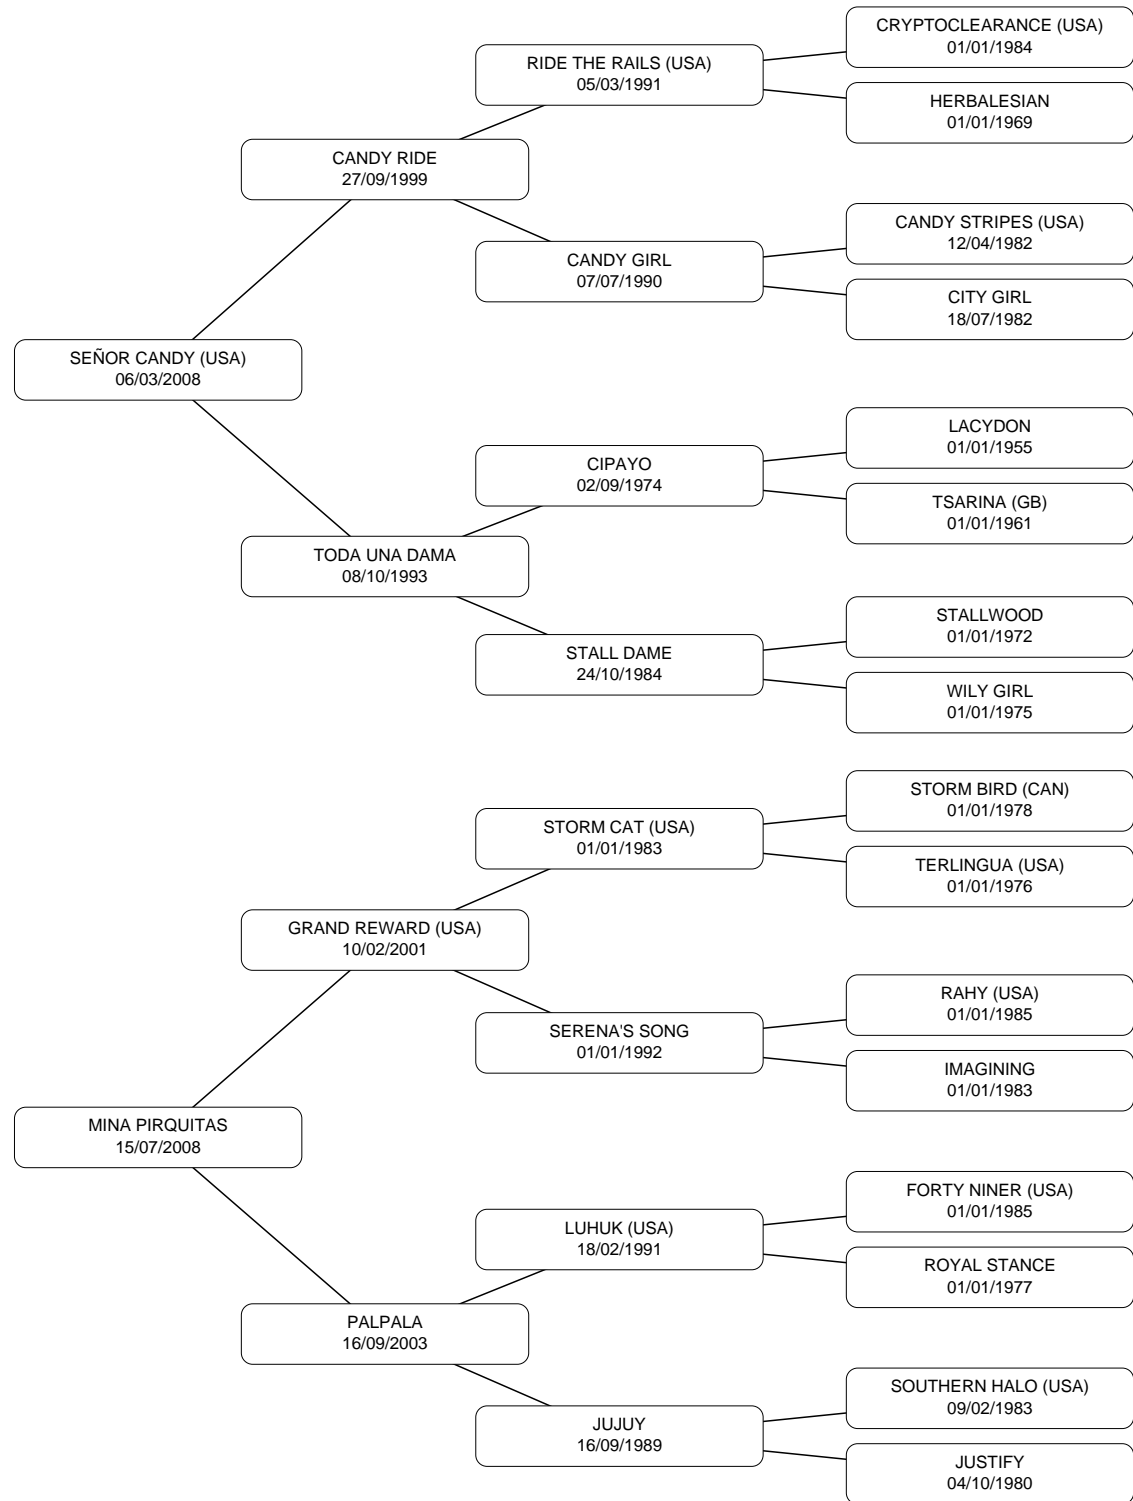 CRYPTOCLEARANCE (USA)
01/01/1984
RIDE THE RAILS (USA)
05/03/1991
HERBALESIAN
01/01/1969
CANDY RIDE
27/09/1999
CANDY STRIPES (USA)
12/04/1982
CANDY GIRL
07/07/1990
CITY GIRL
18/07/1982
SEÑOR CANDY (USA)
06/03/2008
LACYDON
01/01/1955
CIPAYO
02/09/1974
TSARINA (GB)
01/01/1961
TODA UNA DAMA
08/10/1993
STALLWOOD
01/01/1972
STALL DAME
24/10/1984
WILY GIRL
01/01/1975
STORM BIRD (CAN)
01/01/1978
STORM CAT (USA)
01/01/1983
TERLINGUA (USA)
01/01/1976
GRAND REWARD (USA)
10/02/2001
RAHY (USA)
01/01/1985
SERENA'S SONG
01/01/1992
IMAGINING
01/01/1983
MINA PIRQUITAS
15/07/2008
FORTY NINER (USA)
01/01/1985
LUHUK (USA)
18/02/1991
ROYAL STANCE
01/01/1977
PALPALA
16/09/2003
SOUTHERN HALO (USA)
09/02/1983
JUJUY
16/09/1989
JUSTIFY
04/10/1980